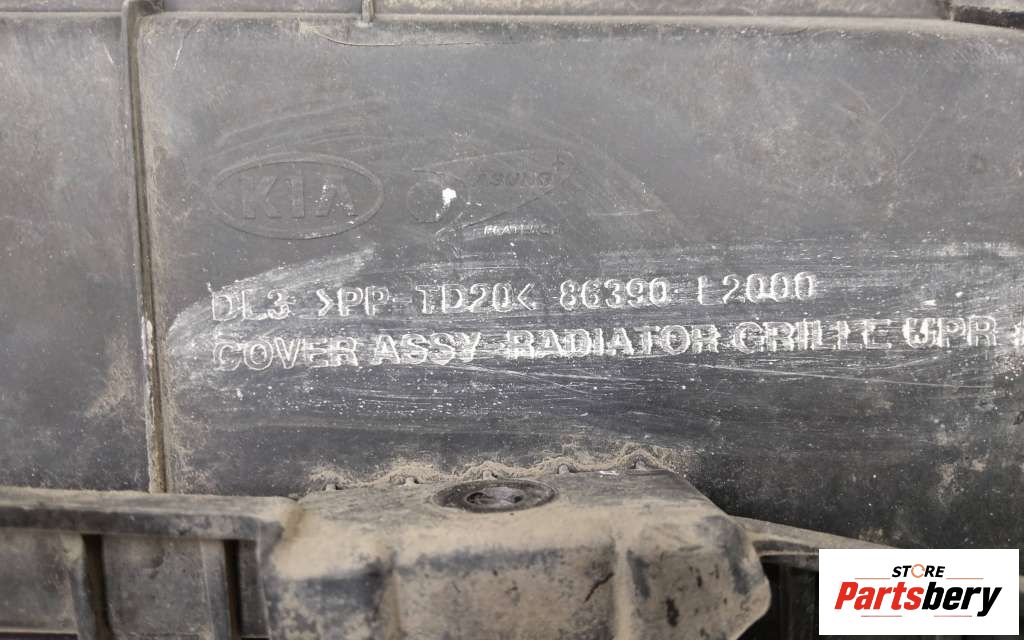 KIA
DL3 >PP-TD20< 86390-L2000
COVER ASSY-RADIATOR GRILLE UPR
STORE
Partsbery